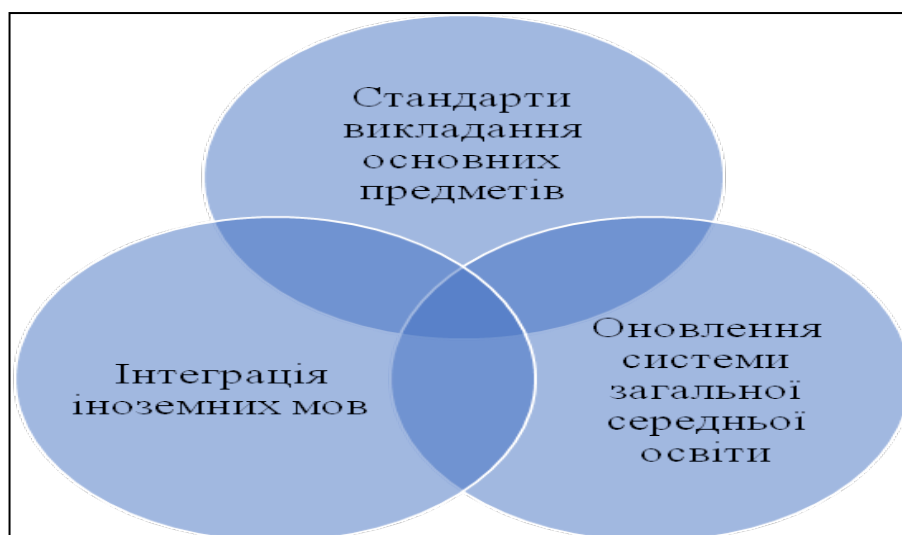 Стандарти
викладання
основних
предметів
Інтеграція
іноземних мов
Оновлення
системи
загальної
середньої
освіти